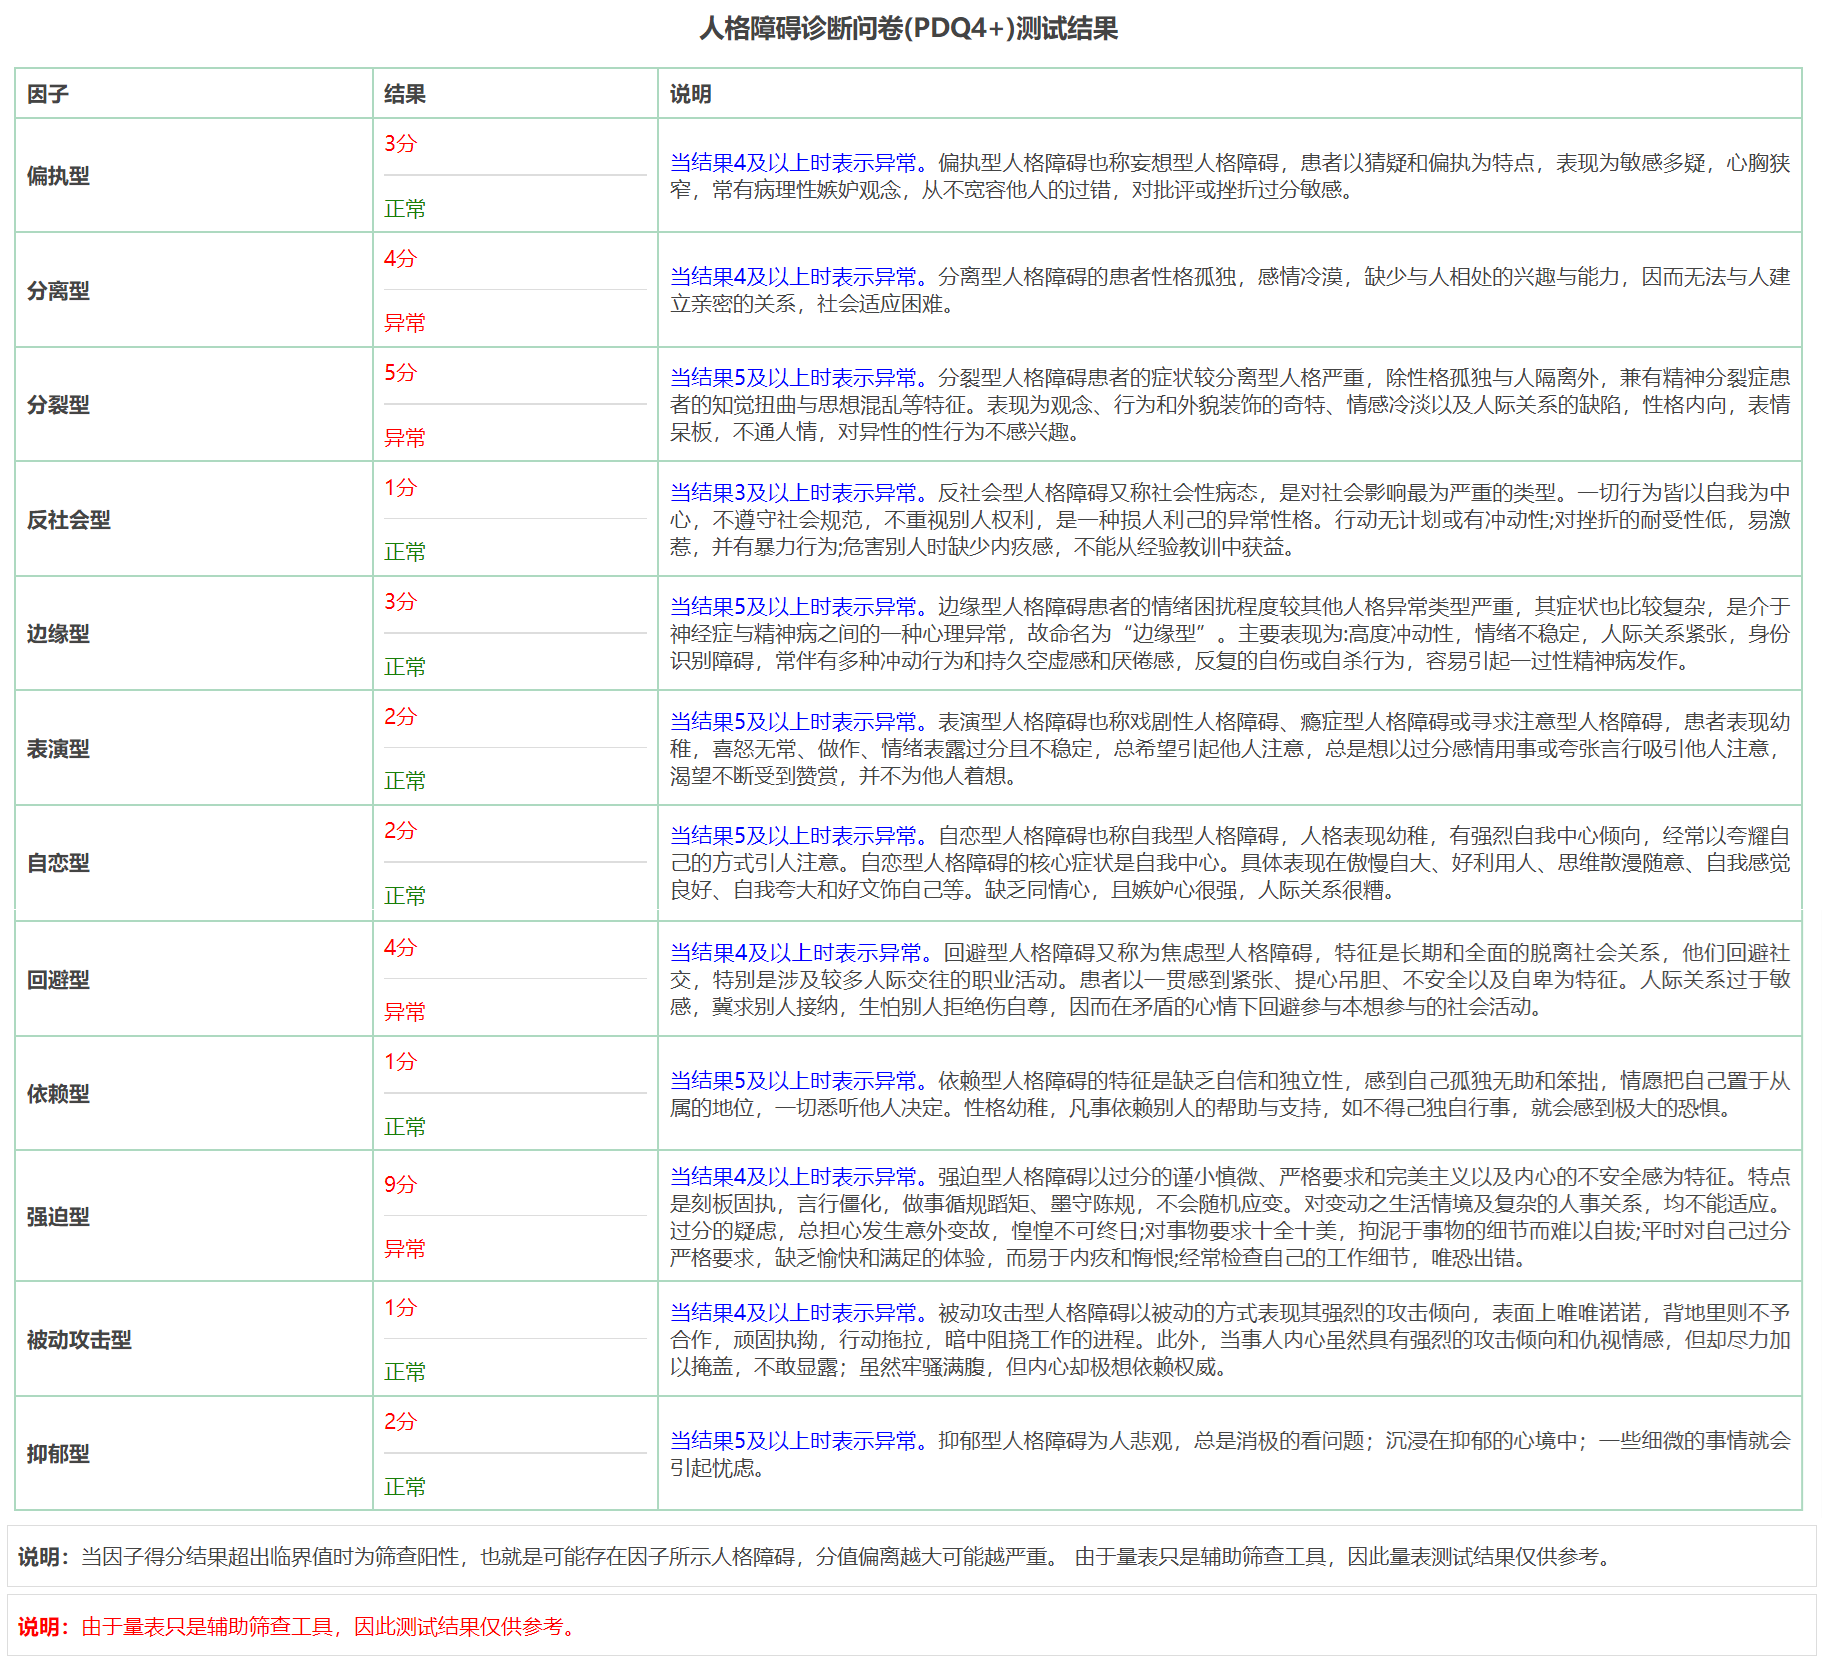 人格障碍诊断问卷(PDQ4+)测试结果
因子 结果 说明
偏执型
3分
正常
当结果4及以上时表示异常。偏执型人格障碍也称妄想型人格障碍，患者以猜疑和偏执为特点，表现为敏感多疑，心胸狭
窄，常有病理性嫉妒观念，从不宽容他人的过错，对批评或挫折过分敏感。
分离型
4分
异常
当结果4及以上时表示异常。分离型人格障碍的患者性格孤独，感情冷漠，缺少与人相处的兴趣与能力，因而无法与人建
立亲密的关系，社会适应困难。
分裂型
5分
异常
当结果5及以上时表示异常。分裂型人格障碍患者的症状较分离型人格严重，除性格孤独与人隔离外，兼有精神分裂症患
者的知觉扭曲与思想混乱等特征。表现为观念、行为和外貌装饰的奇特、情感冷淡以及人际关系的缺陷，性格内向，表情
呆板，不通人情，对异性的性行为不感兴趣。
反社会型
1分
正常
当结果3及以上时表示异常。反社会型人格障碍又称社会性病态，是对社会影响最为严重的类型。一切行为皆以自我为中
心，不遵守社会规范，不重视别人权利，是一种损人利己的异常性格。行动无计划或有冲动性;对挫折的耐受性低，易激
惹，并有暴力行为;危害别人时缺少内疚感，不能从经验教训中获益。
边缘型
3分
正常
当结果5及以上时表示异常。边缘型人格障碍患者的情绪困扰程度较其他人格异常类型严重，其症状也比较复杂，是介于
神经症与精神病之间的一种心理异常，故命名为“边缘型”。主要表现为:高度冲动性，情绪不稳定，人际关系紧张，身份
识别障碍，常伴有多种冲动行为和持久空虚感和厌倦感，反复的自伤或自杀行为，容易引起一过性精神病发作。
表演型
2分
正常
当结果5及以上时表示异常。表演型人格障碍也称戏剧性人格障碍、瘾症型人格障碍或寻求注意型人格障碍，患者表现幼
稚，喜怒无常、做作、情绪表露过分且不稳定，总希望引起他人注意，总是想以过分感情用事或夸张言行吸引他人注意，
渴望不断受到赞赏，并不为他人着想。
自恋型
2分
正常
当结果5及以上时表示异常。自恋型人格障碍也称自我型人格障碍，人格表现幼稚，有强烈自我中心倾向，经常以夸耀自
己的方式引人注意。自恋型人格障碍的核心症状是自我中心。具体表现在傲慢自大、好利用人、思维散漫随意、自我感觉
良好、自我夸大和好文饰自己等。缺乏同情心，且嫉妒心很强，人际关系很糟。
回避型
4分
异常
当结果4及以上时表示异常。回避型人格障碍又称为焦虑型人格障碍，特征是长期和全面的脱离社会关系，他们回避社
交，特别是涉及较多人际交往的职业活动。患者以一贯感到紧张、提心吊胆、不安全以及自卑为特征。人际关系过于敏
感，冀求别人接纳，生怕别人拒绝伤自尊，因而在矛盾的心情下回避参与本想参与的社会活动。
依赖型
1分
正常
当结果5及以上时表示异常。依赖型人格障碍的特征是缺乏自信和独立性，感到自己孤独无助和笨拙，情愿把自己置于从
属的地位，一切悉听他人决定。性格幼稚，凡事依赖别人的帮助与支持，如不得己独自行事，就会感到极大的恐惧。
强迫型
9分
异常
当结果4及以上时表示异常。强迫型人格障碍以过分的谨小慎微、严格要求和完美主义以及内心的不安全感为特征。特点
是刻板固执，言行僵化，做事循规蹈矩、墨守陈规，不会随机应变。对变动之生活情境及复杂的人事关系，均不能适应。
过分的疑虑，总担心发生意外变故，惶惶不可终日;对事物要求十全十美，拘泥于事物的细节而难以自拔;平时对自己过分
严格要求，缺乏愉快和满足的体验，而易于内疚和悔恨;经常检查自己的工作细节，唯恐出错。
被动攻击型
1分
正常
当结果4及以上时表示异常。被动攻击型人格障碍以被动的方式表现其强烈的攻击倾向，表面上唯唯诺诺，背地里则不予
合作，顽固执拗，行动拖拉，暗中阻挠工作的进程。此外，当事人内心虽然具有强烈的攻击倾向和仇视情感，但却尽力加
以掩盖，不敢显露；虽然牢骚满腹，但内心却极想依赖权威。
抑郁型
2分
正常
当结果5及以上时表示异常。抑郁型人格障碍为人悲观，总是消极的看问题；沉浸在抑郁的心境中；一些细微的事情就会
引起忧虑。
说明：当因子得分结果超出临界值时为筛查阳性，也就是可能存在因子所示人格障碍，分值偏离越大可能越严重。 由于量表只是辅助筛查工具，因此量表测试结果仅供参考。
说明：由于量表只是辅助筛查工具，因此测试结果仅供参考。